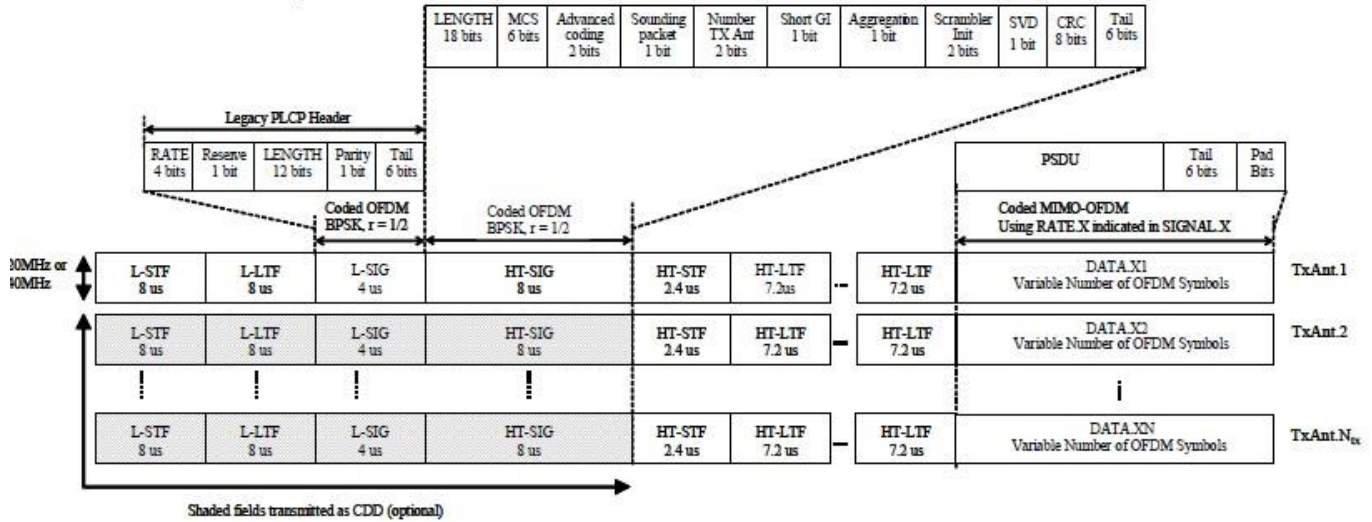 LENGTH 18 bits
MCS 6 bits
Advanced coding 2 bits
Sounding packet 1 bit
Number TX Ant 2 bits
Short GI 1 bit
Aggregation 1 bit
Scrambler Init 2 bits
SVD 1 bit
CRC 8 bits
Tail 6 bits
Legacy PLCP Header
RATE 4 bits
Reserve 1 bit
LENGTH 12 bits
Parity 1 bit
Tail 6 bits
PSDU
Tail 6 bits
Pad Bits
Coded OFDM
BPSK, r = 1/2
Coded OFDM
BPSK, r = 1/2
Coded MIMO-OFDM
Using RATE.X indicated in SIGNAL.X
20MHz or
40MHz
L-STF 8 us
L-LTF 8 us
L-SIG 4 us
HT-SIG 8 us
HT-STF 2.4 us
HT-LTF 7.2us
HT-LTF 7.2 us
DATA.X1
Variable Number of OFDM Symbols
TxAnt.1
L-STF 8 us
L-LTF 8 us
L-SIG 4 us
HT-SIG 8 us
HT-STF 2.4 us
HT-LTF 7.2 us
HT-LTF 7.2 us
DATA.X2
Variable Number of OFDM Symbols
TxAnt.2
L-STF 8 us
L-LTF 8 us
L-SIG 4 us
HT-SIG 8 us
HT-STF 2.4 us
HT-LTF 7.2 us
HT-LTF 7.2 us
DATA.XN
Variable Number of OFDM Symbols
TxAnt.Ntx
Shaded fields transmitted as CDD (optional)